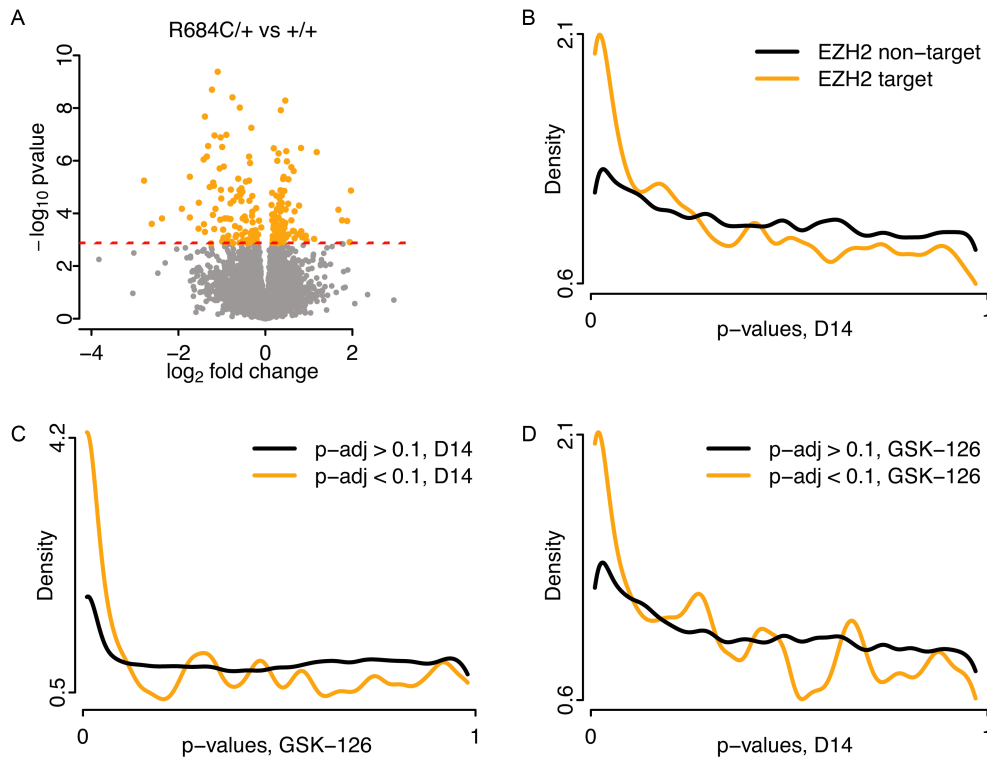 A
R684C/+ vs +/+
−log10 pvalue
10
8
6
4
2
0
−4
−2
0
2
log2 fold change
B
EZH2 non−target
EZH2 target
Density
2.1
0.6
0
1
p−values, D14
C
p−adj > 0.1, D14
p−adj < 0.1, D14
Density
4.2
0.5
0
1
p−values, GSK−126
D
p−adj > 0.1, GSK−126
p−adj < 0.1, GSK−126
Density
2.1
0.6
0
1
p−values, D14